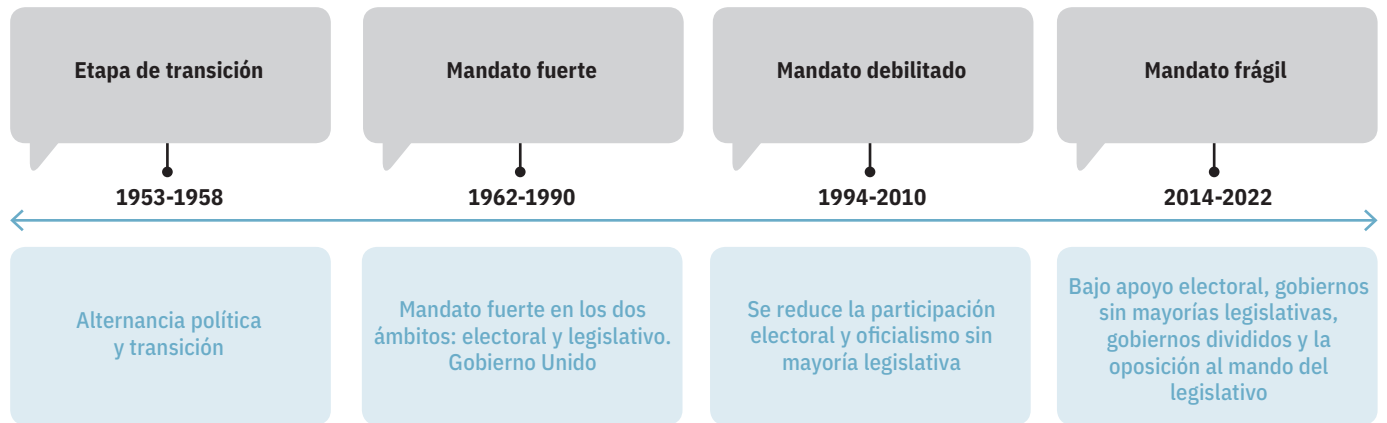 Etapa de transición
Mandato fuerte
Mandato debilitado
Mandato frágil
1953-1958
1962-1990
1994-2010
2014-2022
Alternancia política
y transición
Mandato fuerte en los dos
ámbitos: electoral y legislativo.
Gobierno Unido
Se reduce la participación
electoral y oficialismo sin
mayoría legislativa
Bajo apoyo electoral, gobiernos
sin mayorías legislativas,
gobiernos divididos y la
oposición al mando del
legislativo